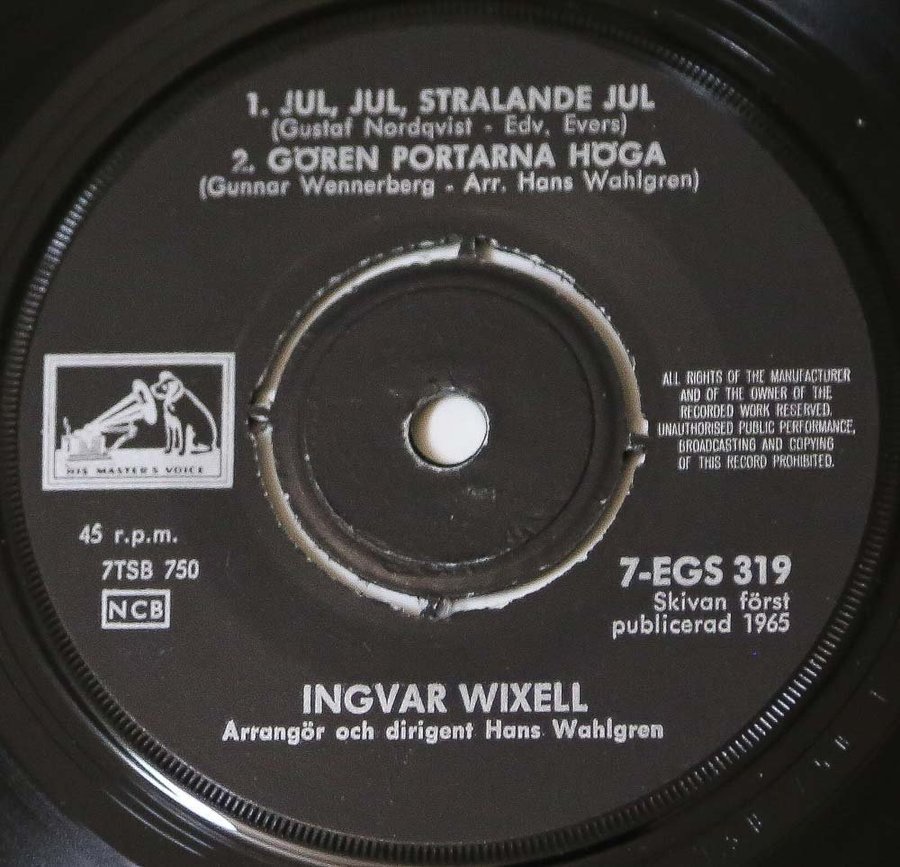 1. JUL, JUL, STRALANDE JUL
(Gustaf Nordqvist - Edv. Evers)
2. GÖREN PORTARNA HÖGA
(Gunnar Wennerberg - Arr. Hans Wahlgren)
HIS MASTER'S VOICE
ALL RIGHTS OF THE MANUFACTURER
AND OF THE OWNER OF THE
RECORDED WORK RESERVED.
UNAUTHORISED PUBLIC PERFORMANCE,
BROADCASTING AND COPYING
OF THIS RECORD PROHIBITED.
45 r.p.m.
7TSB 750
NCB
7-EGS 319
Skivan först
publicerad 1965
INGVAR WIXELL
Arrangör och dirigent Hans Wahlgren